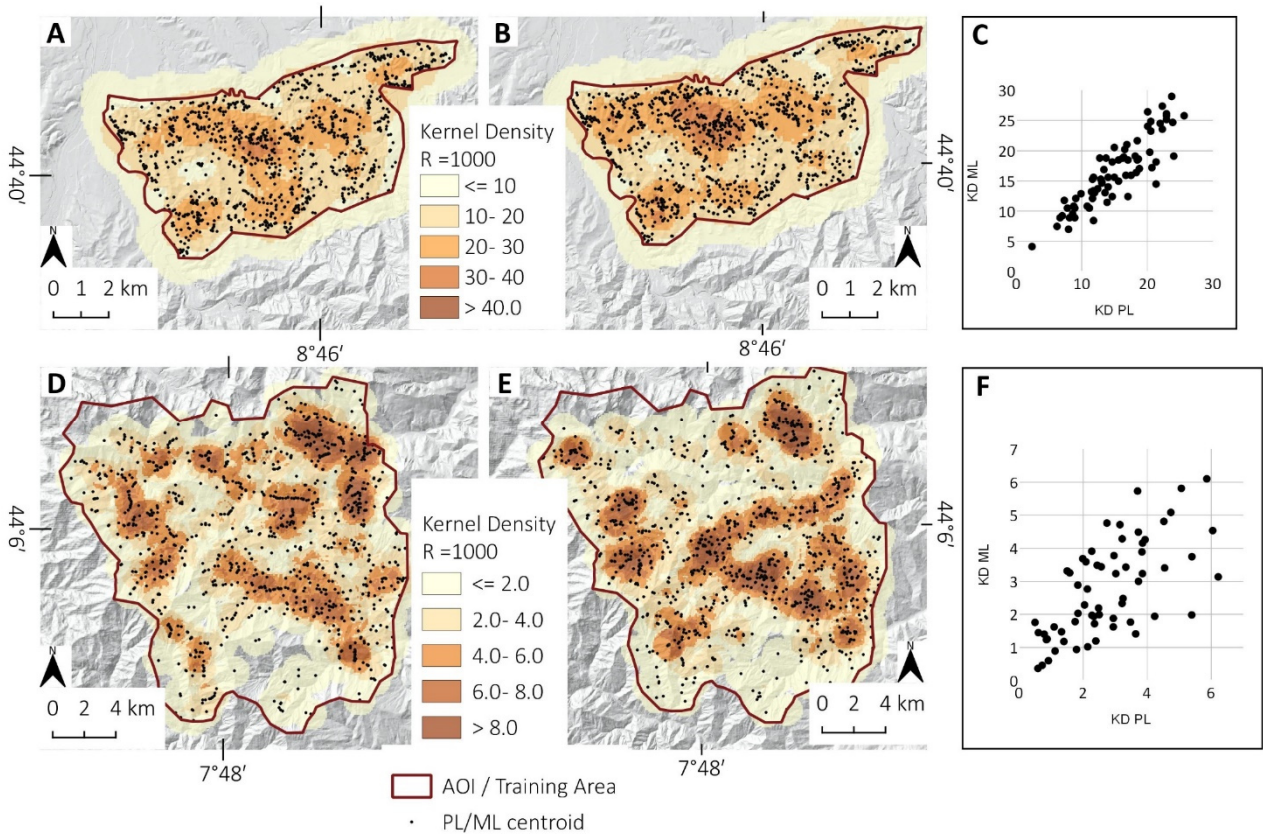 A
B
C
44°40′
Kernel Density
R =1000
<= 10
10- 20
20- 30
30- 40
> 40.0
44°40′
N
0 1 2 km
N
0 1 2 km
8°46′
8°46′
KD ML
30
25
20
15
10
5
0
0 10 20 30
KD PL
D
E
F
44°6′
Kernel Density
R =1000
<= 2.0
2.0- 4.0
4.0- 6.0
6.0- 8.0
> 8.0
44°6′
N
0 2 4 km
N
0 2 4 km
7°48′
7°48′
KD ML
7
6
5
4
3
2
1
0
0 2 4 6
KD PL
AOI / Training Area
PL/ML centroid